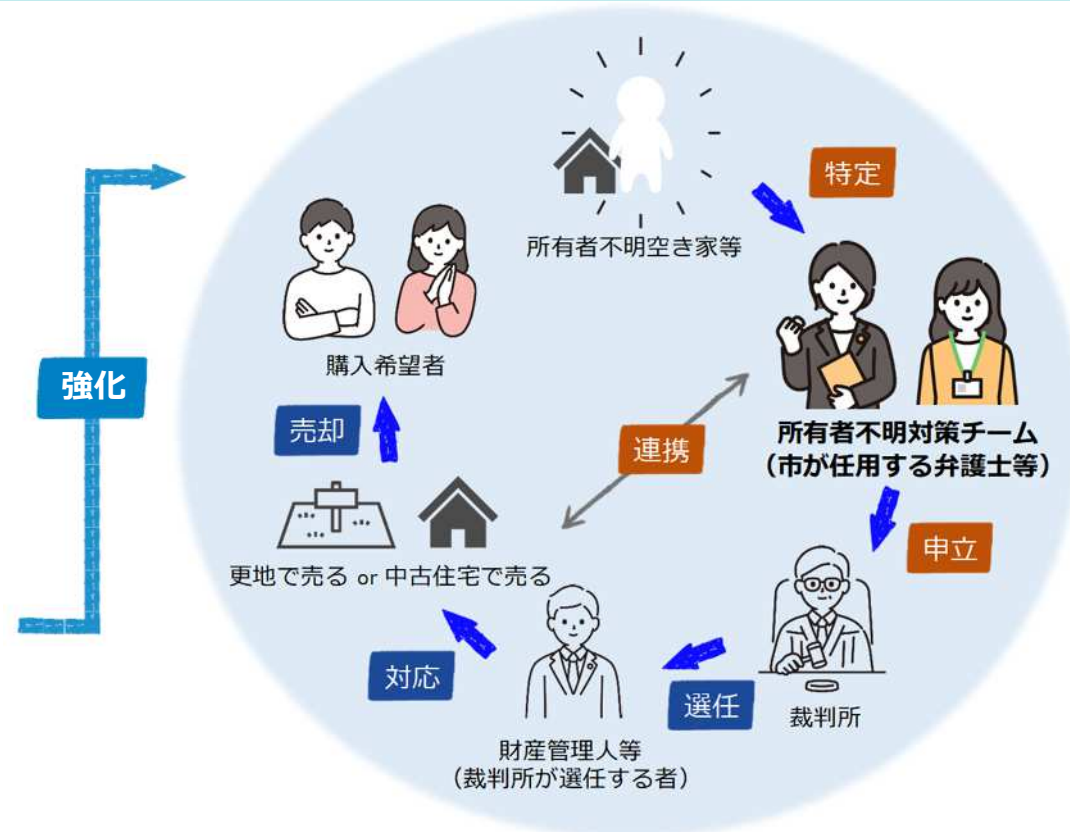 特定
所有者不明空き家等
購入希望者
強化
売却
連携
所有者不明対策チーム
（市が任用する弁護士等）
申立
更地で売る or 中古住宅で売る
対応
選任
裁判所
財産管理人等
（裁判所が選任する者）